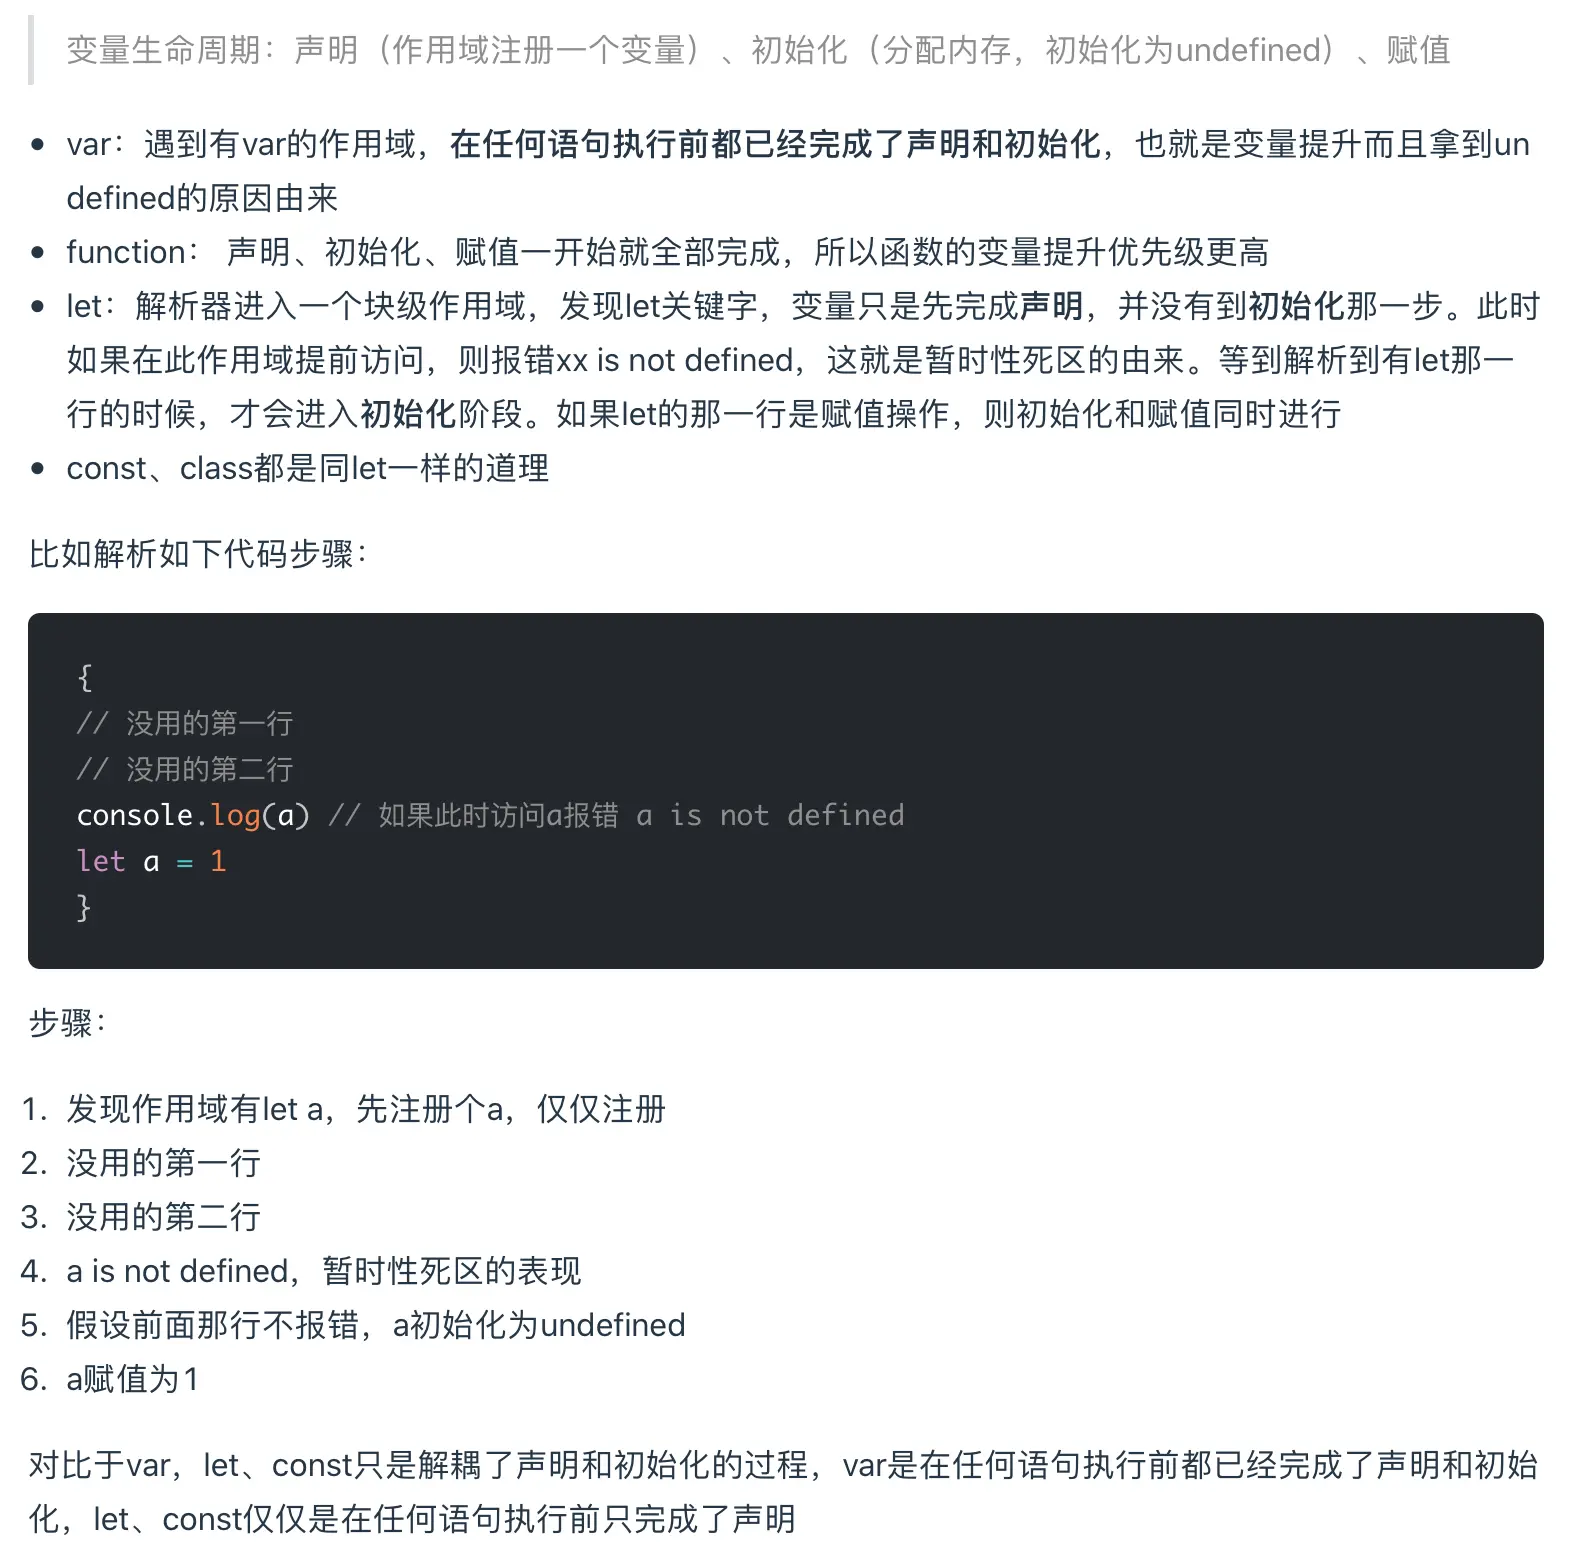 变量生命周期：声明（作用域注册一个变量）、初始化（分配内存，初始化为undefined）、赋值
• var：遇到有var的作用域，在任何语句执行前都已经完成了声明和初始化，也就是变量提升而且拿到un
defined的原因由来
• function： 声明、初始化、赋值一开始就全部完成，所以函数的变量提升优先级更高
• let：解析器进入一个块级作用域，发现let关键字，变量只是先完成声明，并没有到初始化那一步。此时
如果在此作用域提前访问，则报错xx is not defined，这就是暂时性死区的由来。等到解析到有let那一
行的时候，才会进入初始化阶段。如果let的那一行是赋值操作，则初始化和赋值同时进行
• const、class都是同let一样的道理
比如解析如下代码步骤：
{
// 没用的第一行
// 没用的第二行
console.log(a) // 如果此时访问a报错 a is not defined
let a = 1
}
步骤：
1. 发现作用域有let a，先注册个a，仅仅注册
2. 没用的第一行
3. 没用的第二行
4. a is not defined，暂时性死区的表现
5. 假设前面那行不报错，a初始化为undefined
6. a赋值为1
对比于var，let、const只是解耦了声明和初始化的过程，var是在任何语句执行前都已经完成了声明和初始
化，let、const仅仅是在任何语句执行前只完成了声明